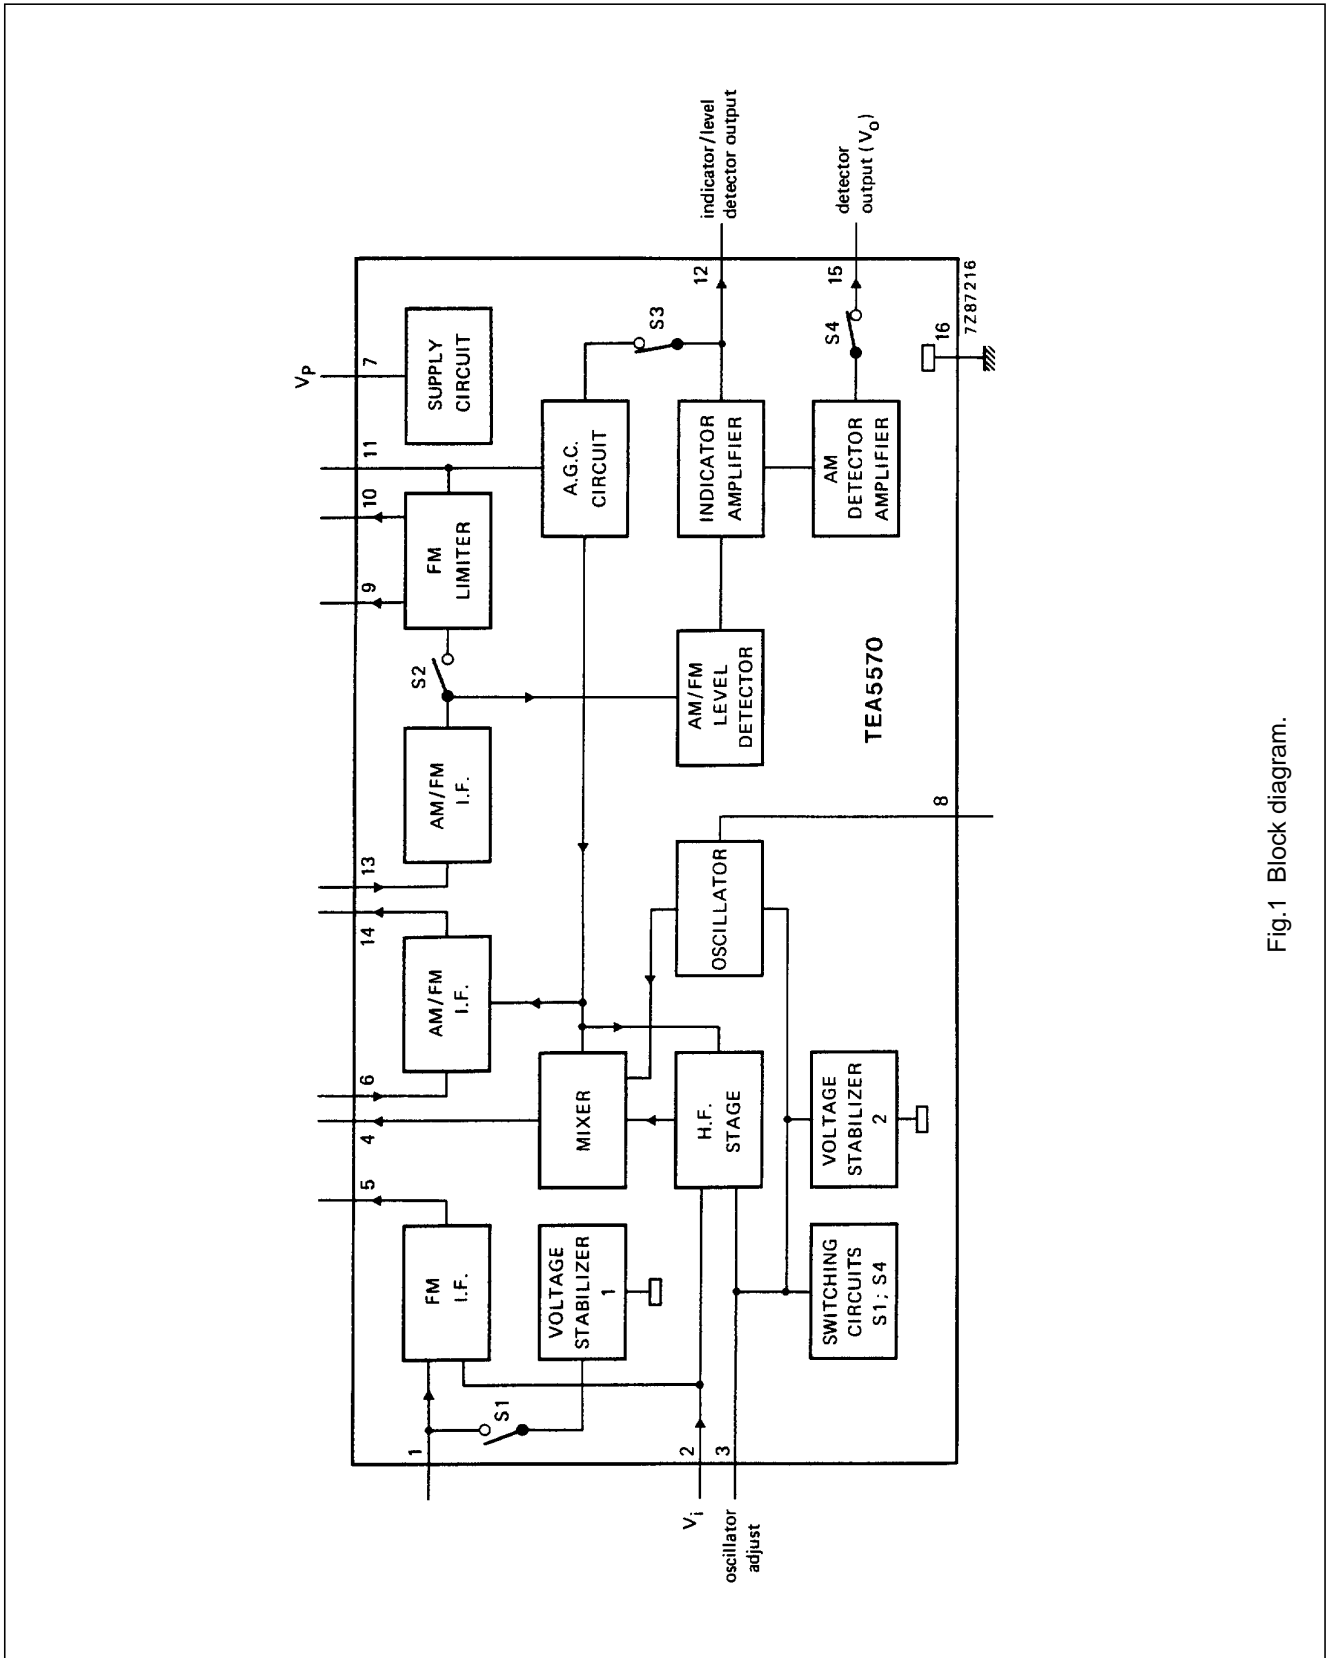 5
4
6
14
13
9
10
11
7
Vp
FM
I.F.
AM/FM
I.F.
AM/FM
I.F.
S2
FM
LIMITER
SUPPLY
CIRCUIT
1
S1
VOLTAGE
STABILIZER
1
MIXER
A.G.C.
CIRCUIT
S3
Vi
2
oscillator
adjust
3
H.F.
STAGE
OSCILLATOR
AM/FM
LEVEL
DETECTOR
INDICATOR
AMPLIFIER
12
indicator/level
detector output
SWITCHING
CIRCUITS
S1; S4
VOLTAGE
STABILIZER
2
TEA5570
AM
DETECTOR
AMPLIFIER
S4
15
detector
output (Vo)
8
16
7Z87216
Fig.1 Block diagram.